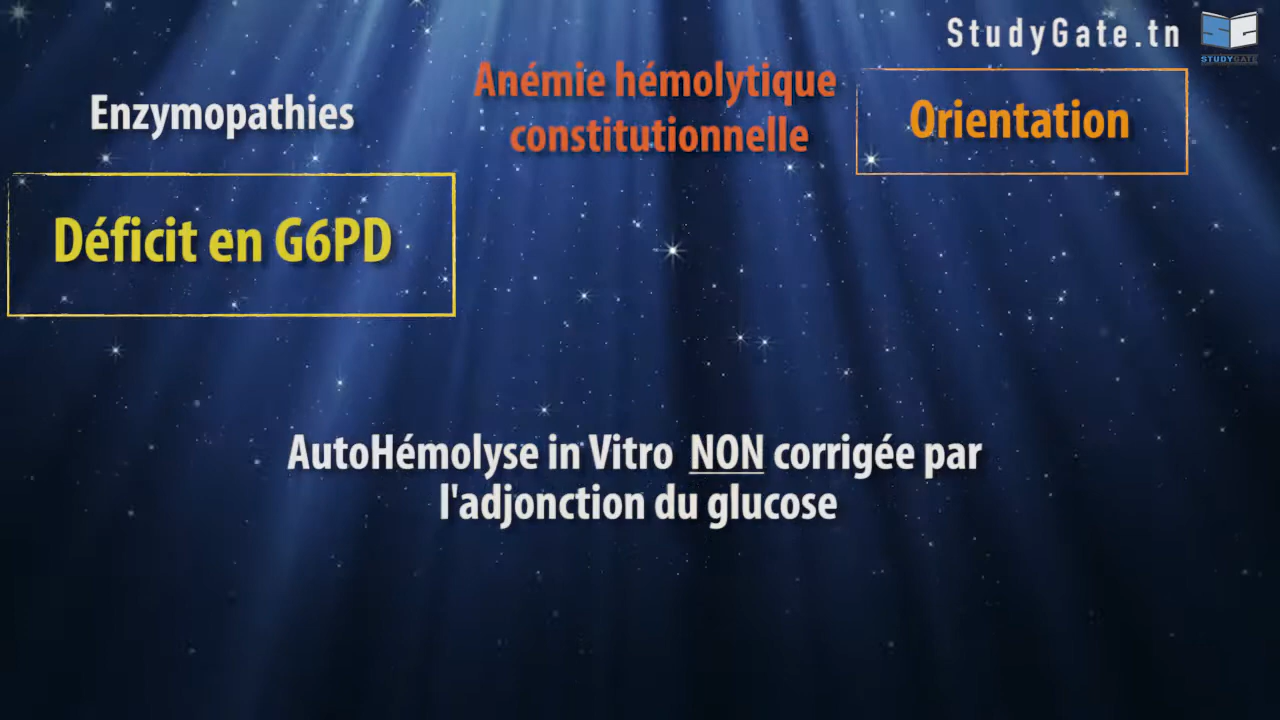 StudyGate.tn
STUDYGATE
Enzymopathies
Anémie hémolytique
constitutionnelle
Orientation
Déficit en G6PD
AutoHémolyse in Vitro NON corrigée par
l'adjonction du glucose